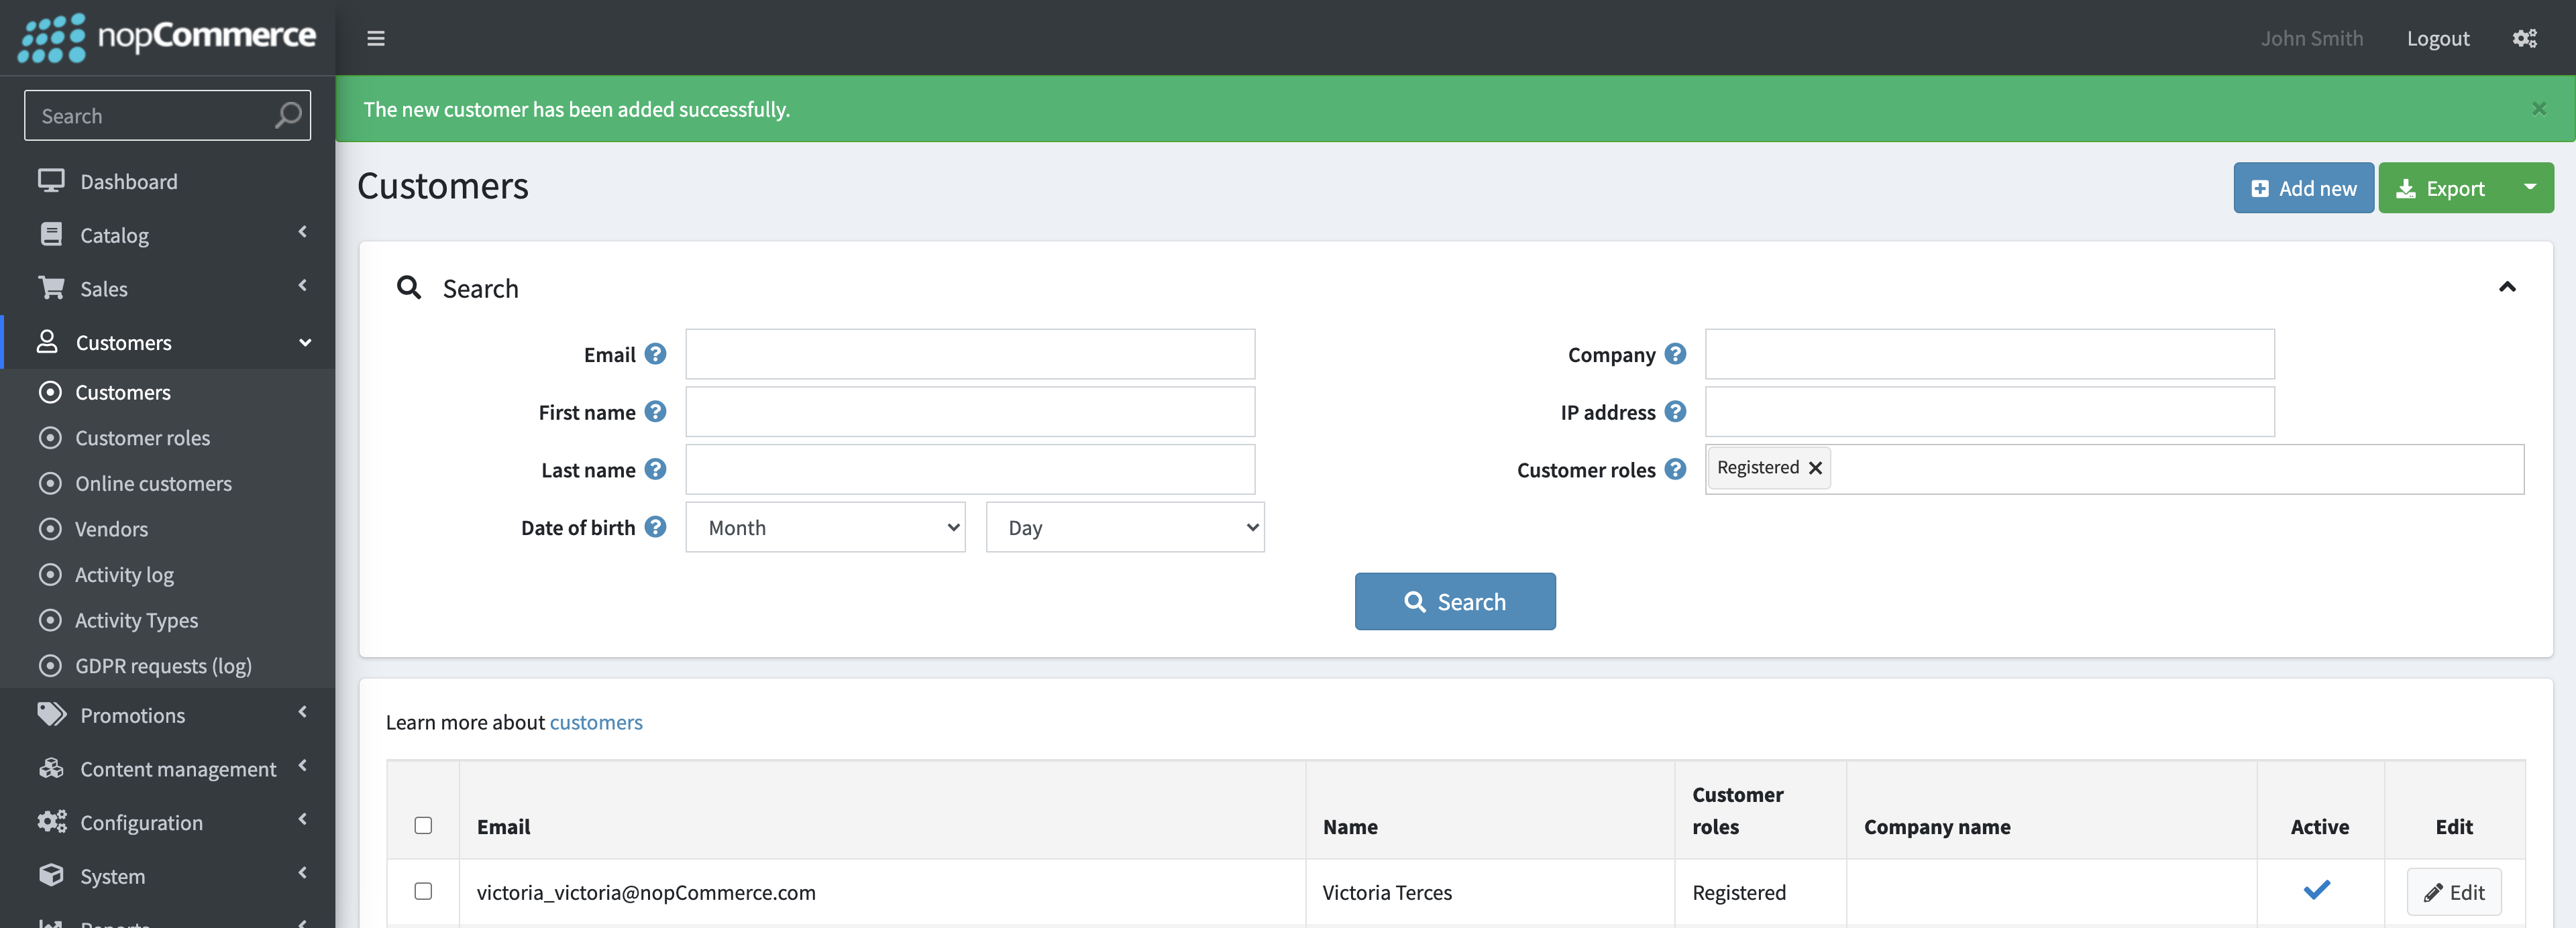 nopCommerce
John Smith
Logout
Search
The new customer has been added successfully.
×
Dashboard
Catalog
Sales
Customers
Customers
Customer roles
Online customers
Vendors
Activity log
Activity Types
GDPR requests (log)
Promotions
Content management
Configuration
System
Reports
Customers
Add new
Export
Search
Email ?
First name ?
Last name ?
Date of birth ?
Month
Day
Company ?
IP address ?
Customer roles ?
Registered ×
Search
Learn more about customers
Email
Name
Customer
roles
Company name
Active
Edit
victoria_victoria@nopCommerce.com
Victoria Terces
Registered
Edit